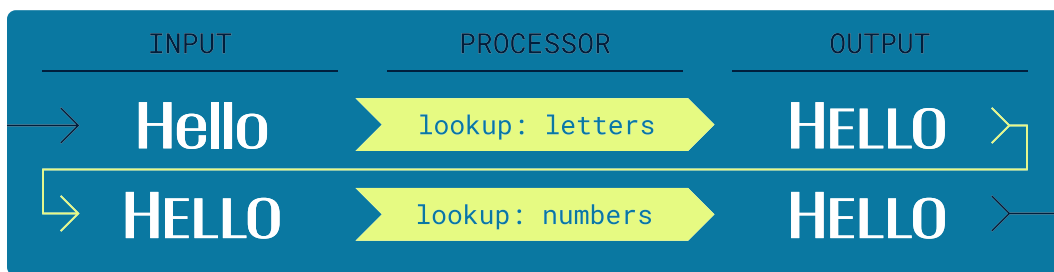 INPUT PROCESSOR OUTPUT
Hello lookup: letters HELLO
HELLO lookup: numbers HELLO